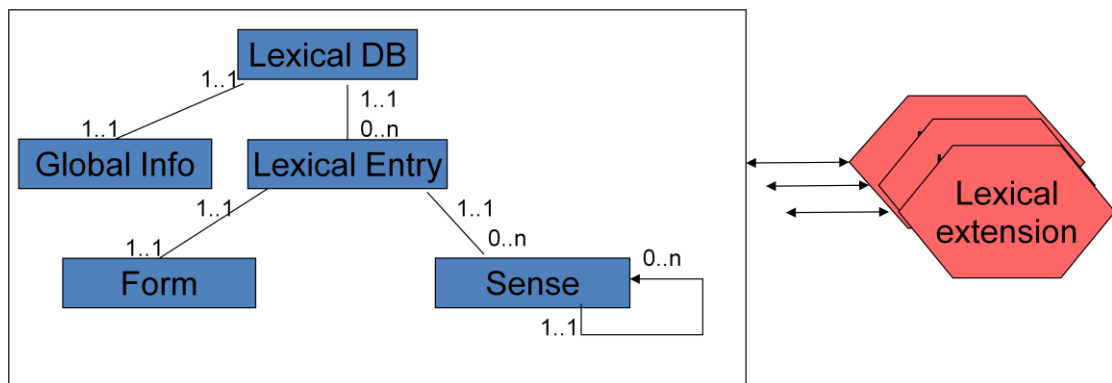 Lexical DB
1..1
1..1
1..1
0..n
Global Info
Lexical Entry
1..1
1..1
1..1
0..n
Form
Sense
0..n
1..1
Lexical
extension